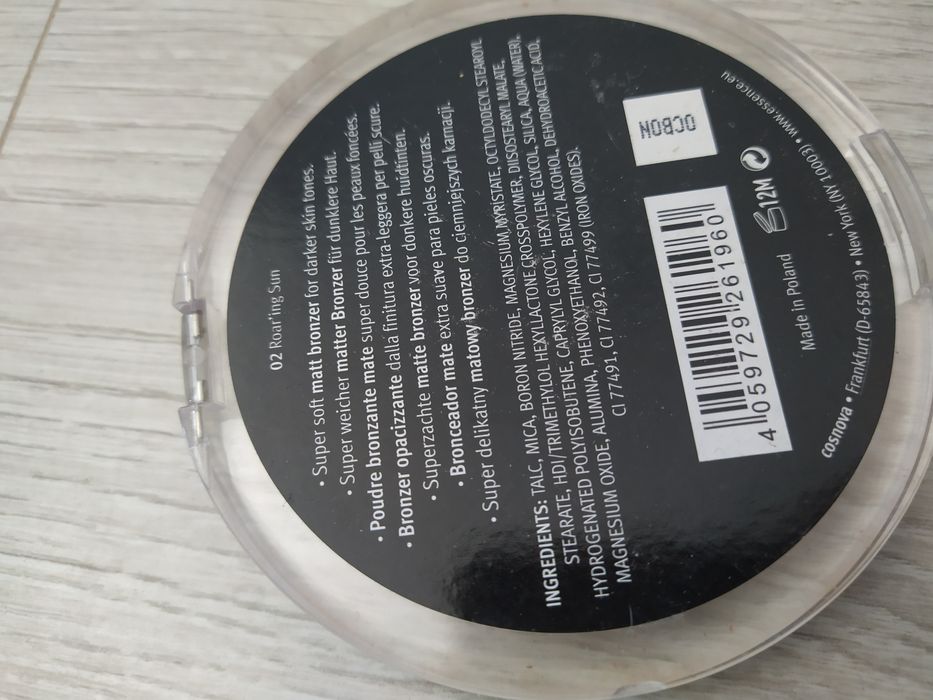 02 Roar'ing Sun
• Super soft matt bronzer for darker skin tones.
• Super weicher matter Bronzer für dunklere Haut.
• Poudre bronzante mate super douce pour les peaux foncées.
• Bronzer opacizzante dalla finitura extra-leggera per pelli scure.
• Superzachte matte bronzer voor donkere huidtinten.
• Bronceador mate extra suave para pieles oscuras.
• Super delikatny matowy bronzer do ciemniejszych karnacji.
INGREDIENTS: TALC, MICA, BORON NITRIDE, MAGNESIUM MYRISTATE, OCTYLDODECYL STEAROYL
STEARATE, HDI/TRIMETHYLOL HEXYLLACTONE CROSSPOLYMER, DIISOSTEARYL MALATE,
HYDROGENATED POLYISOBUTENE, CAPRYLYL GLYCOL, HEXYLENE GLYCOL, SILICA, AQUA (WATER),
MAGNESIUM OXIDE, ALUMINA, PHENOXYETHANOL, BENZYL ALCOHOL, DEHYDROACETIC ACID,
CI 77491, CI 77492, CI 77499 (IRON OXIDES).
OCBON
4 059729 261960
12M
Made in Poland
cosnova • Frankfurt (D-65843) • New York (NY 10003) • www.essence.eu